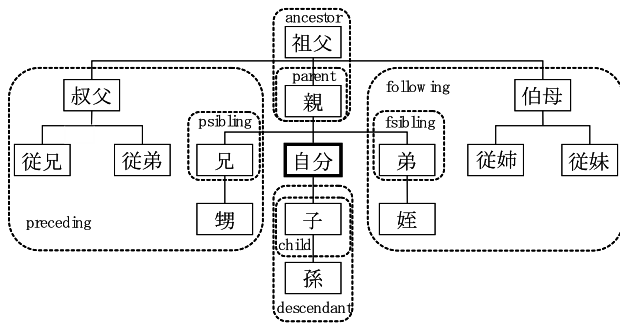 ancestor
祖父
parent
親
叔父
伯母
following
psibling
fsibling
従兄
従弟
兄
自分
弟
従姉
従妹
preceding
甥
子
姪
child
孫
descendant